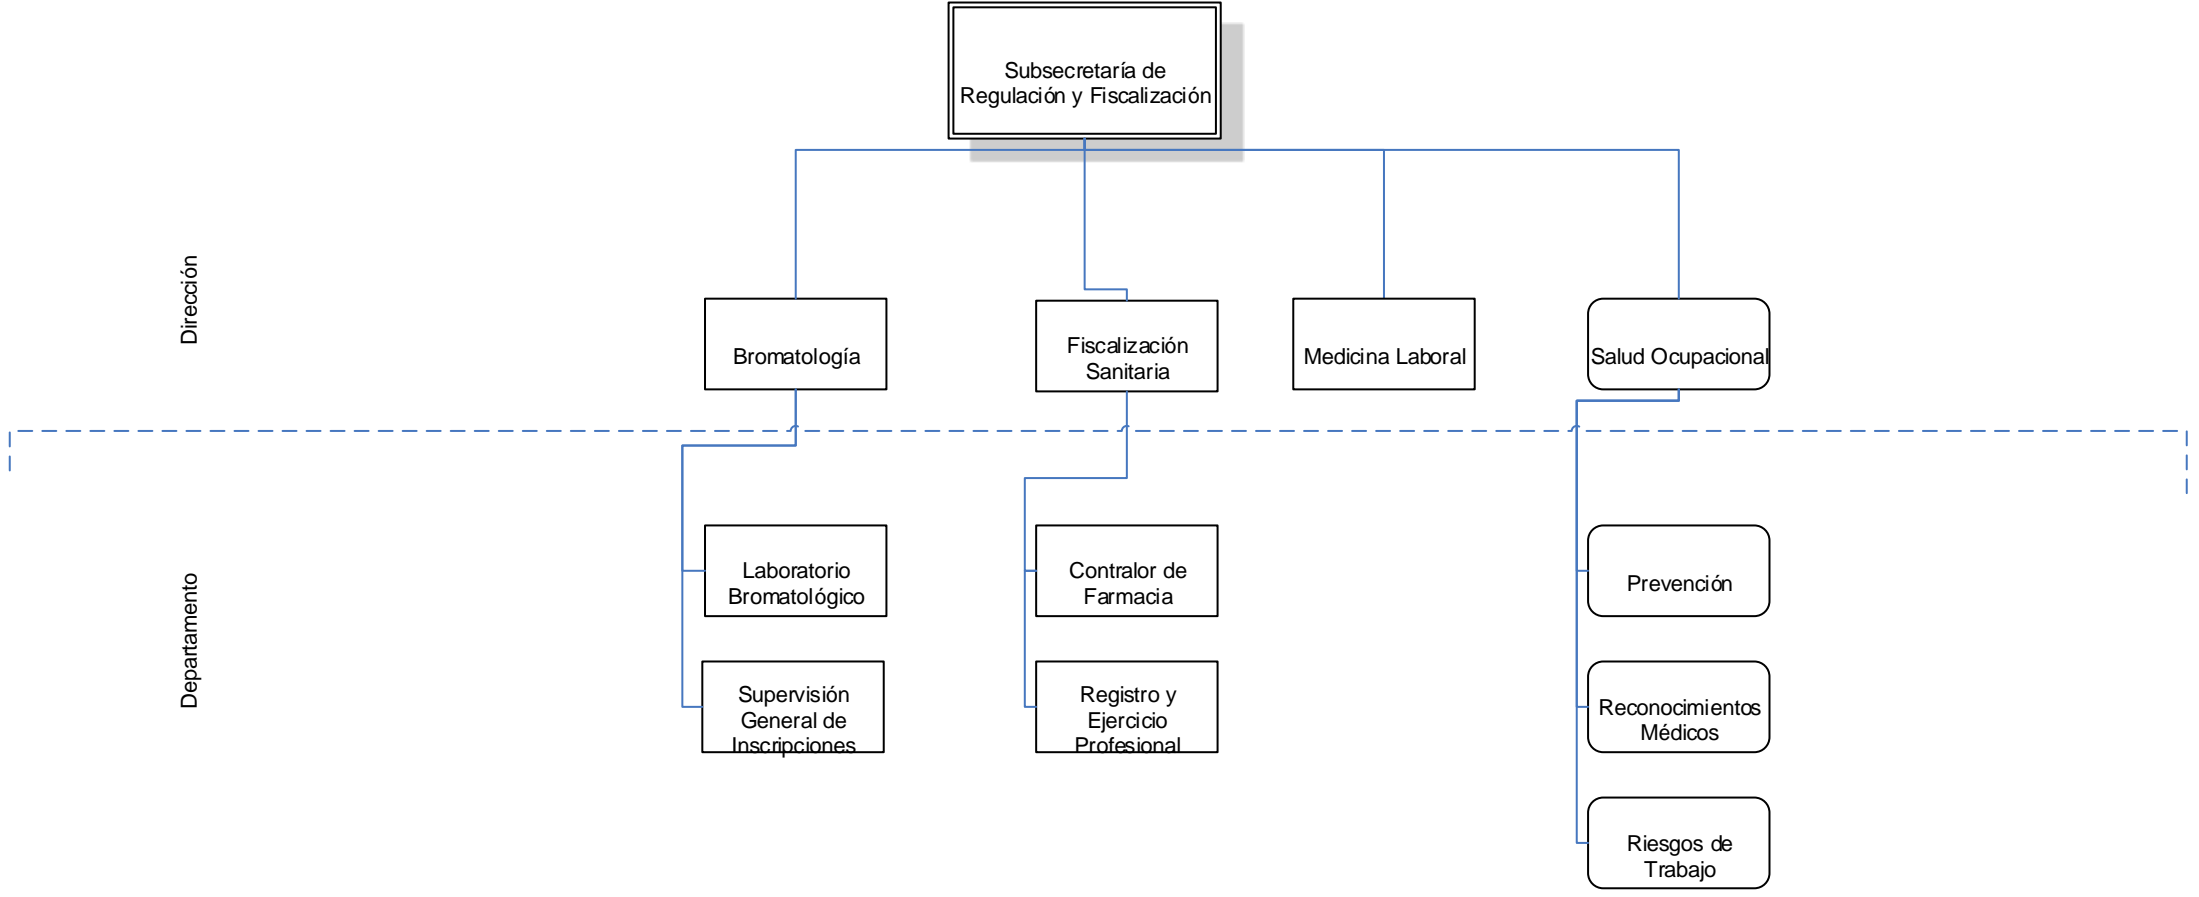 Subsecretaría de
Regulación y Fiscalización
Dirección
Bromatología
Fiscalización
Sanitaria
Medicina Laboral
Salud Ocupacional
Departamento
Laboratorio
Bromatológico
Contralor de
Farmacia
Prevención
Supervisión
General de
Inscripciones
Registro y
Ejercicio
Profesional
Reconocimientos
Médicos
Riesgos de
Trabajo